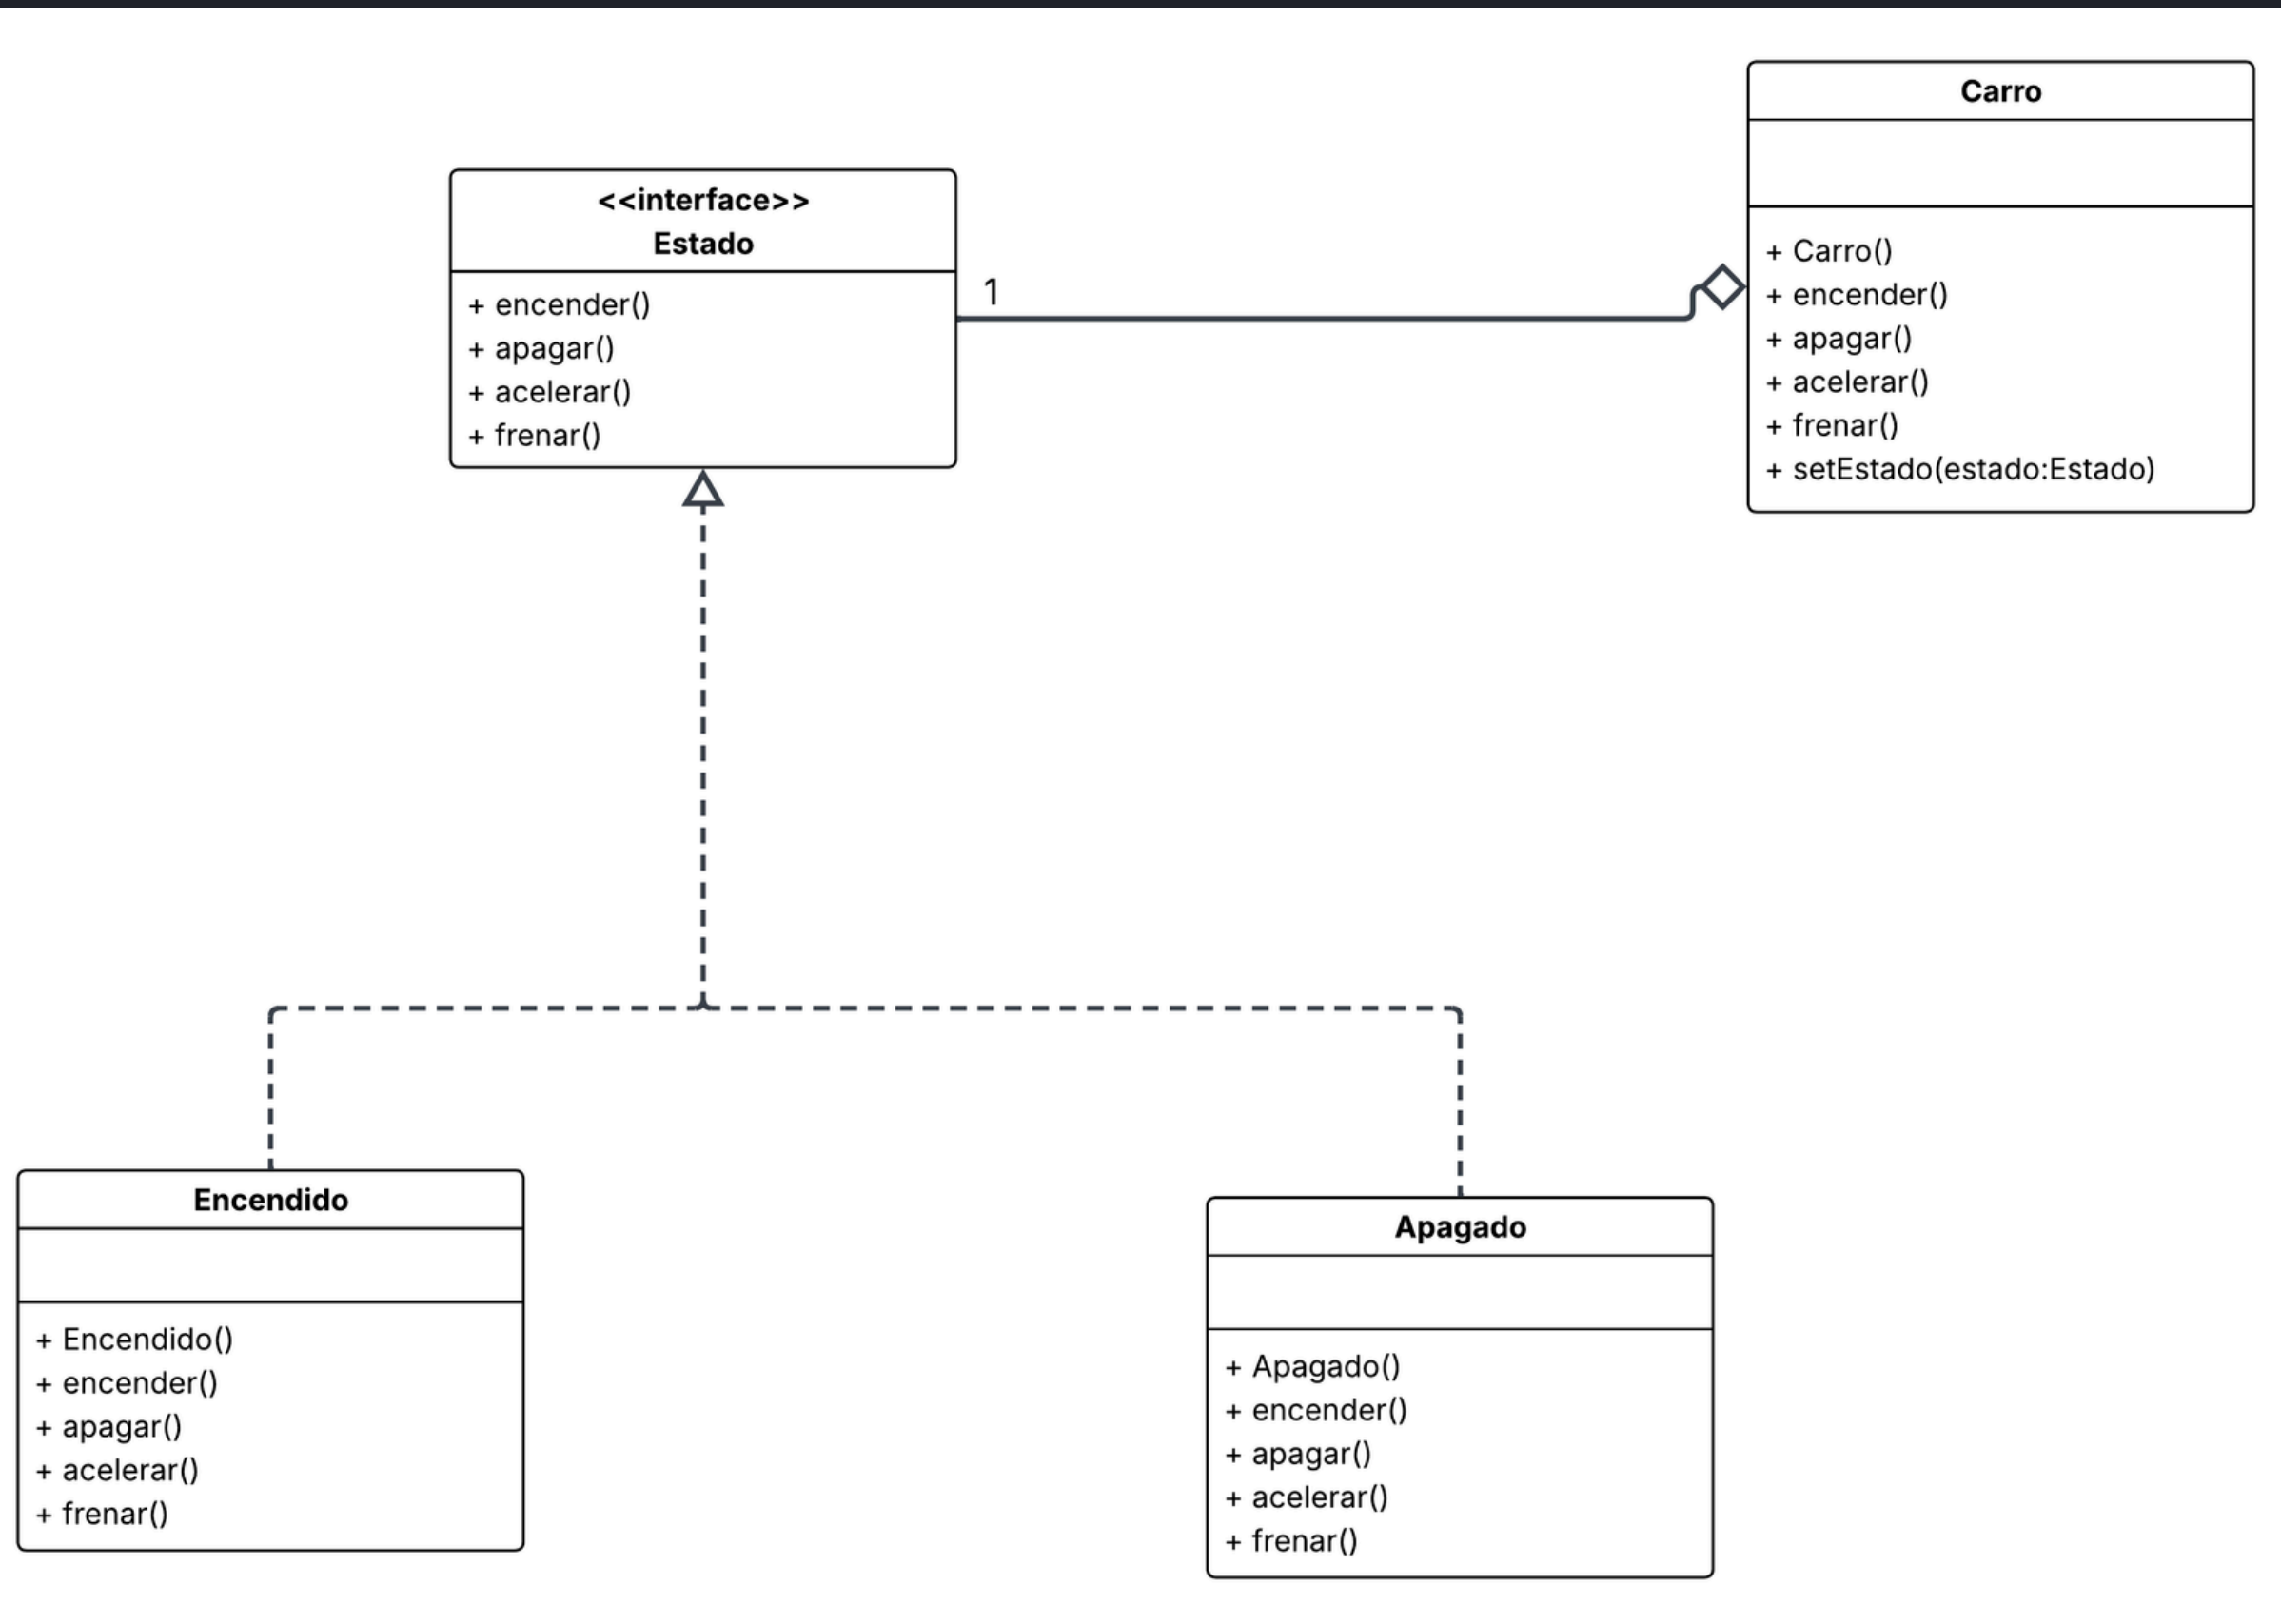 Carro
+ Carro()
+ encender()
+ apagar()
+ acelerar()
+ frenar()
+ setEstado(estado:Estado)
<<interface>>
Estado
+ encender()
+ apagar()
+ acelerar()
+ frenar()
1
Encendido
+ Encendido()
+ encender()
+ apagar()
+ acelerar()
+ frenar()
Apagado
+ Apagado()
+ encender()
+ apagar()
+ acelerar()
+ frenar()